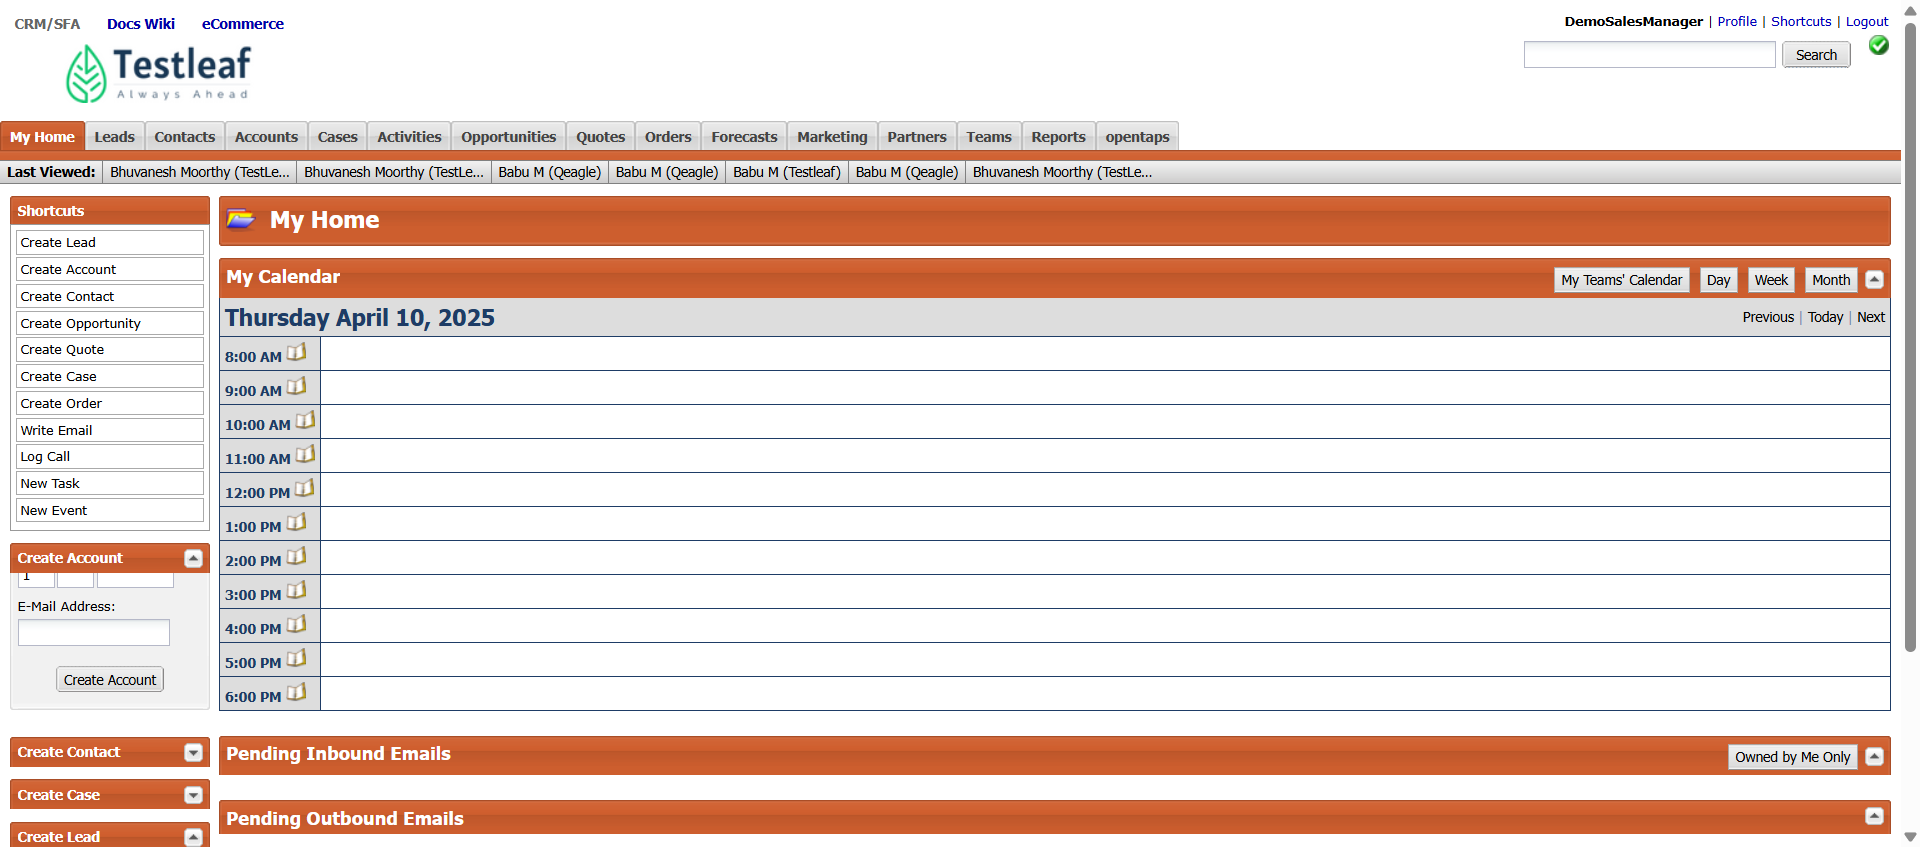 CRM/SFA Docs Wiki eCommerce
DemoSalesManager | Profile | Shortcuts | Logout
Search
Testleaf
Always Ahead
My Home Leads Contacts Accounts Cases Activities Opportunities Quotes Orders Forecasts Marketing Partners Teams Reports opentaps
Last Viewed: Bhuvanesh Moorthy (TestLe... Bhuvanesh Moorthy (TestLe... Babu M (Qeagle) Babu M (Qeagle) Babu M (Testleaf) Babu M (Qeagle) Bhuvanesh Moorthy (TestLe...
Shortcuts
Create Lead
Create Account
Create Contact
Create Opportunity
Create Quote
Create Case
Create Order
Write Email
Log Call
New Task
New Event
Create Account
1
E-Mail Address:
Create Account
Create Contact
Create Case
Create Lead
My Home
My Calendar
My Teams' Calendar Day Week Month
Thursday April 10, 2025
Previous | Today | Next
8:00 AM
9:00 AM
10:00 AM
11:00 AM
12:00 PM
1:00 PM
2:00 PM
3:00 PM
4:00 PM
5:00 PM
6:00 PM
Pending Inbound Emails
Owned by Me Only
Pending Outbound Emails